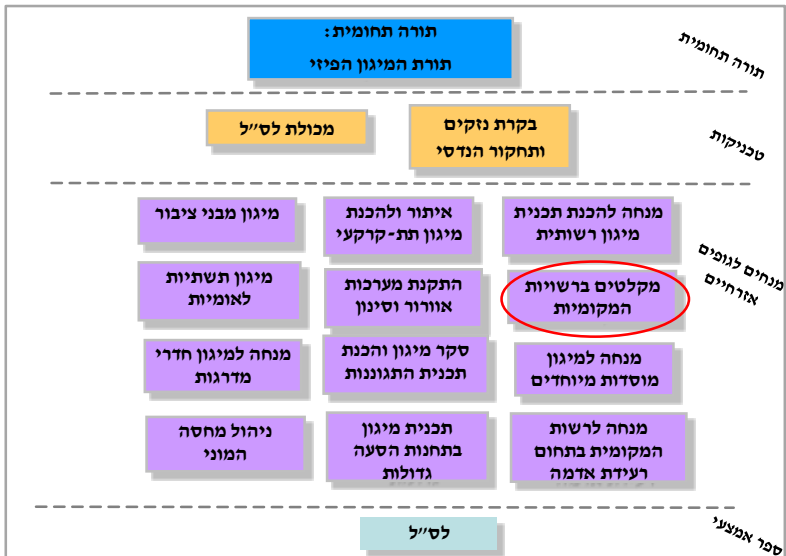 תורה תחומית:
תורת המיגון הפיזי
תורה תחומית
בקרת נזקים
ותחקור הנדסי
מכולת לס״ל
טכניקות
מנחה להכנת תכנית
מיגון רשותית
איתור ולהכנת
מיגון תת-קרקעי
מיגון מבני ציבור
מנחים לגופים
אזרחיים
מקלטים ברשויות
המקומיות
התקנת מערכות
אוורור וסינון
מיגון תשתיות
לאומיות
מנחה למיגון
מוסדות מיוחדים
סקר מיגון והכנת
תכנית התגוננות
מנחה למיגון חדרי
מדרגות
מנחה לרשות
המקומית בתחום
רעידת אדמה
תכנית מיגון
בתחנות הסעה
גדולות
ניהול מחסה
המוני
לס״ל
ספר אמצעי